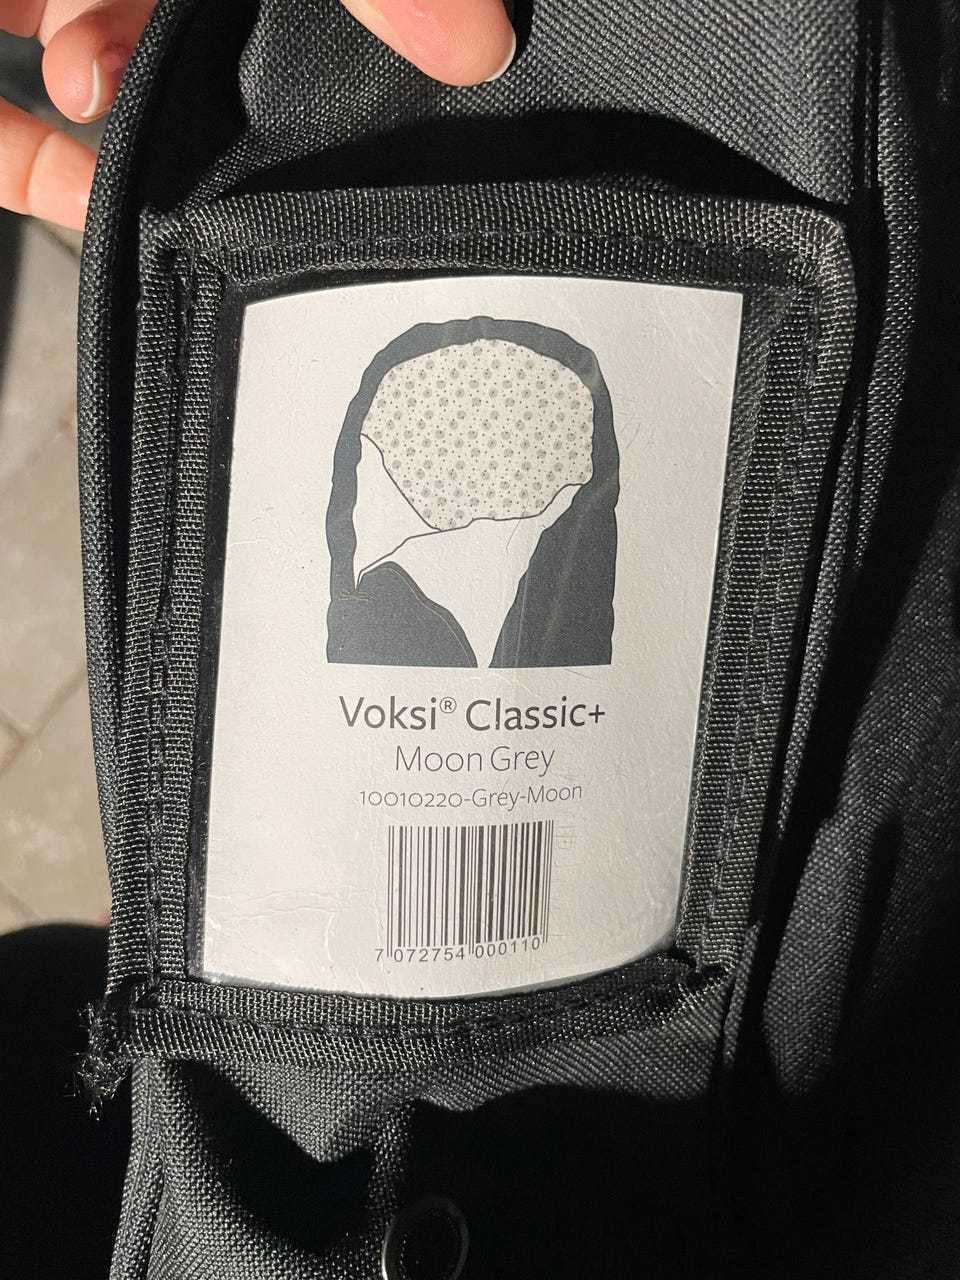 Voksi® Classic+
Moon Grey
10010220-Grey-Moon
7 072754 000110